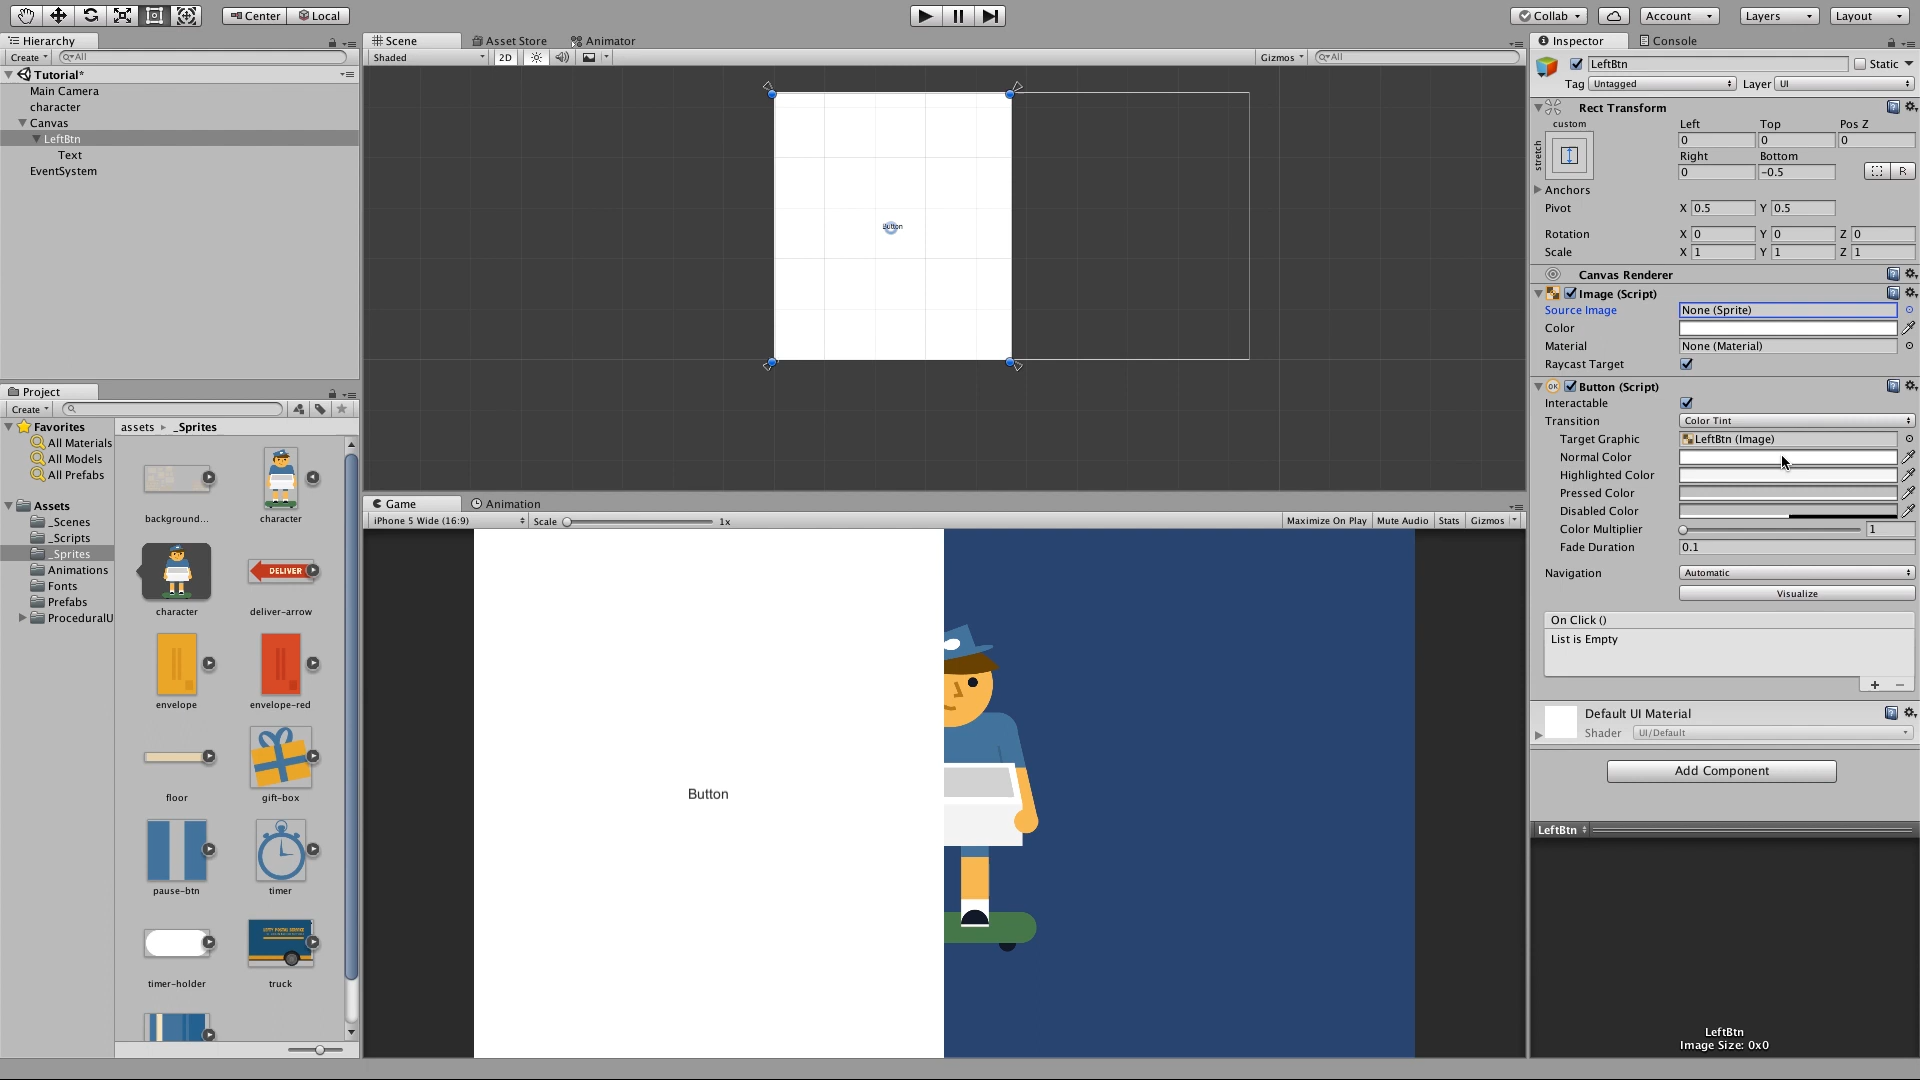 Center Local Collab Account Layers Layout
Hierarchy
Create All
Tutorial*
Main Camera
character
Canvas
LeftBtn
Text
EventSystem
Scene Asset Store Animator
Shaded 2D Gizmos All
Button
Project
Create
Favorites
All Materials
All Models
All Prefabs
Assets
_Scenes
_Scripts
_Sprites
Animations
Fonts
Prefabs
ProceduralU
assets _Sprites
background... character
DELIVER
character deliver-arrow
envelope envelope-red
floor gift-box
pause-btn timer
timer-holder truck
Game Animation
iPhone 5 Wide (16:9) Scale 1x Maximize On Play Mute Audio Stats Gizmos
Button
Inspector Console
LeftBtn Static
Tag Untagged Layer UI
Rect Transform
custom
stretch
Left Top Pos Z
0 0 0
Right Bottom
0 -0.5 R
Anchors
Pivot X 0.5 Y 0.5
Rotation X 0 Y 0 Z 0
Scale X 1 Y 1 Z 1
Canvas Renderer
Image (Script)
Source Image None (Sprite)
Color
Material None (Material)
Raycast Target
OK Button (Script)
Interactable
Transition Color Tint
Target Graphic LeftBtn (Image)
Normal Color
Highlighted Color
Pressed Color
Disabled Color
Color Multiplier 1
Fade Duration 0.1
Navigation Automatic
Visualize
On Click ()
List is Empty
Default UI Material
Shader UI/Default
Add Component
LeftBtn
LeftBtn
Image Size: 0x0